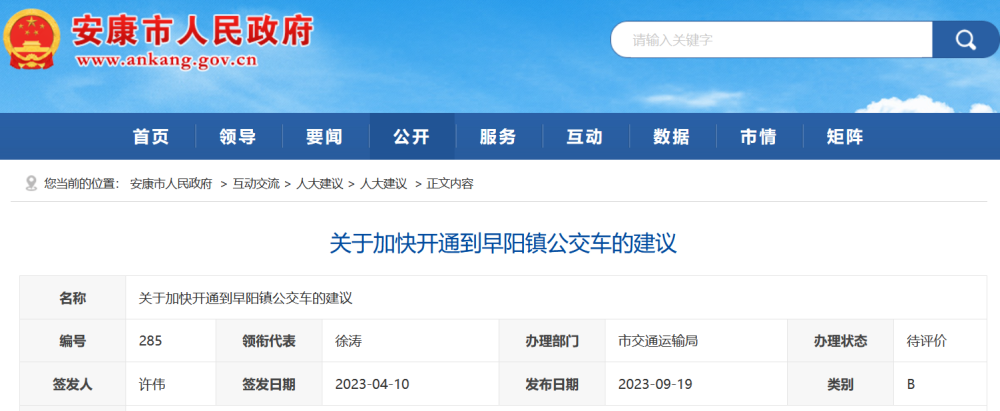 安康市人民政府
www.ankang.gov.cn
请输入关键字
首页 领导 要闻 公开 服务 互动 数据 市情 矩阵
您当前的位置： 安康市人民政府 > 互动交流 > 人大建议 > 人大建议 > 正文内容
关于加快开通到早阳镇公交车的建议
名称 关于加快开通到早阳镇公交车的建议
编号 285 领衔代表 徐涛 办理部门 市交通运输局 办理状态 待评价
签发人 许伟 签发日期 2023-04-10 发布日期 2023-09-19 类别 B